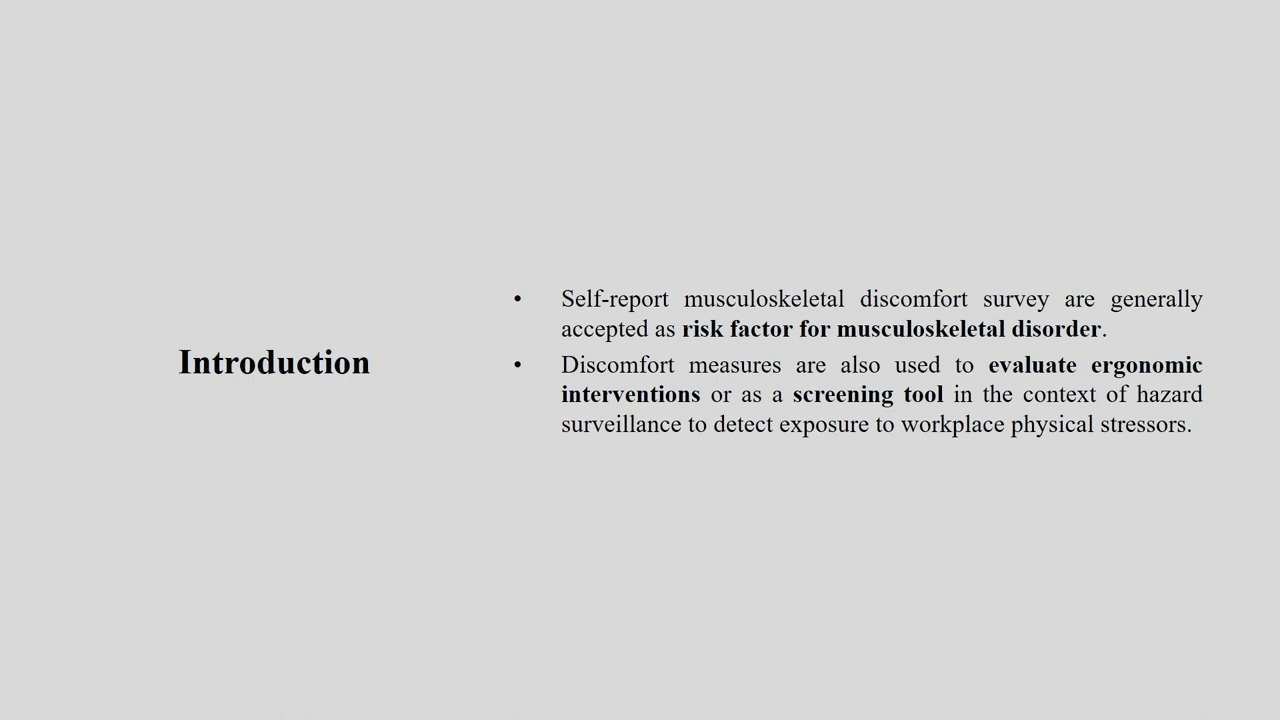 Introduction
• Self-report musculoskeletal discomfort survey are generally
accepted as risk factor for musculoskeletal disorder.
• Discomfort measures are also used to evaluate ergonomic
interventions or as a screening tool in the context of hazard
surveillance to detect exposure to workplace physical stressors.